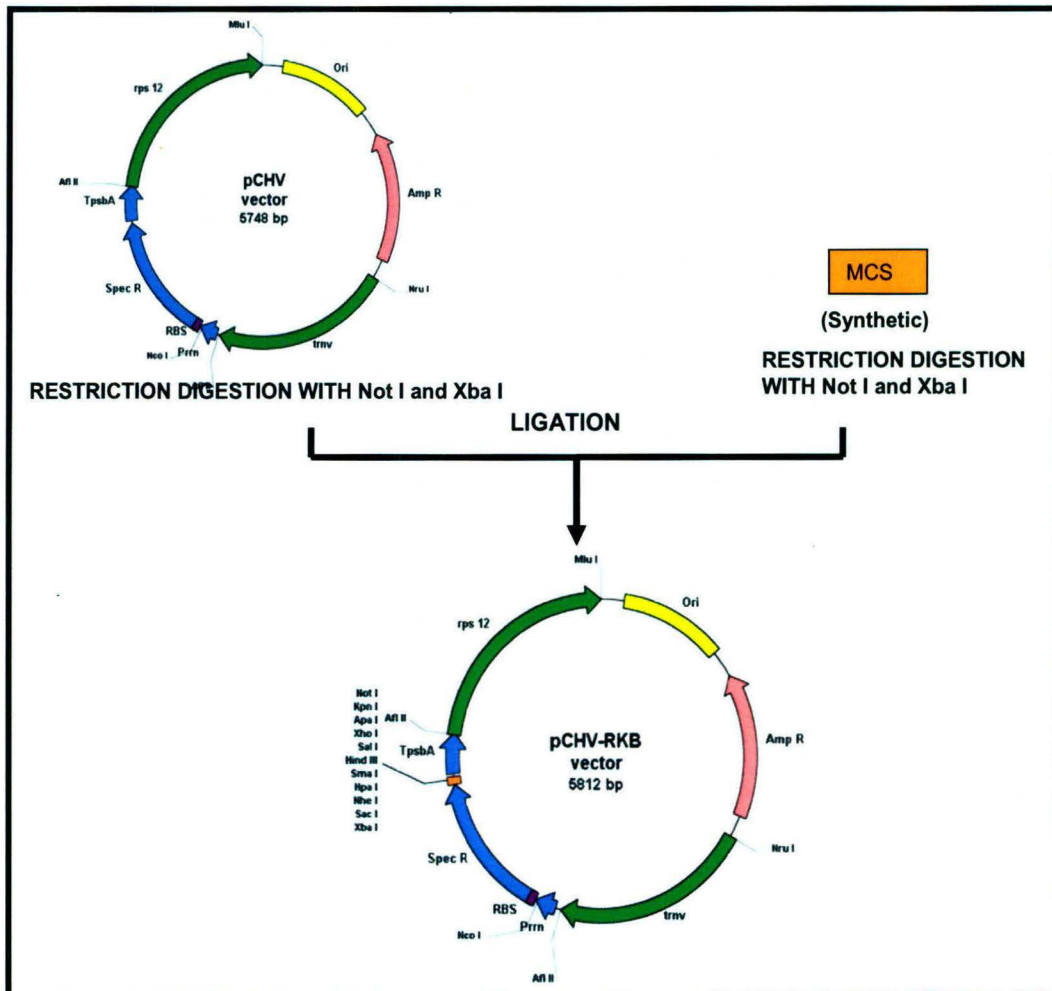 Mlu I
Ori
rps 12
Afl II
TpsbA
pCHV
vector
5748 bp
Amp R
Spec R
Nru I
RBS
Nco I
Prrn
trnv
RESTRICTION DIGESTION WITH Not I and Xba I
MCS
(Synthetic)
RESTRICTION DIGESTION
WITH Not I and Xba I
LIGATION
Mlu I
Ori
rps 12
Not I
Kpn I
Apa I
Xho I
Sal I
Hind III
Sma I
Hpa I
Nhe I
Sac I
Xba I
Afl II
TpsbA
pCHV-RKB
vector
5812 bp
Amp R
Spec R
Nru I
RBS
Nco I
Prrn
trnv
Afl II